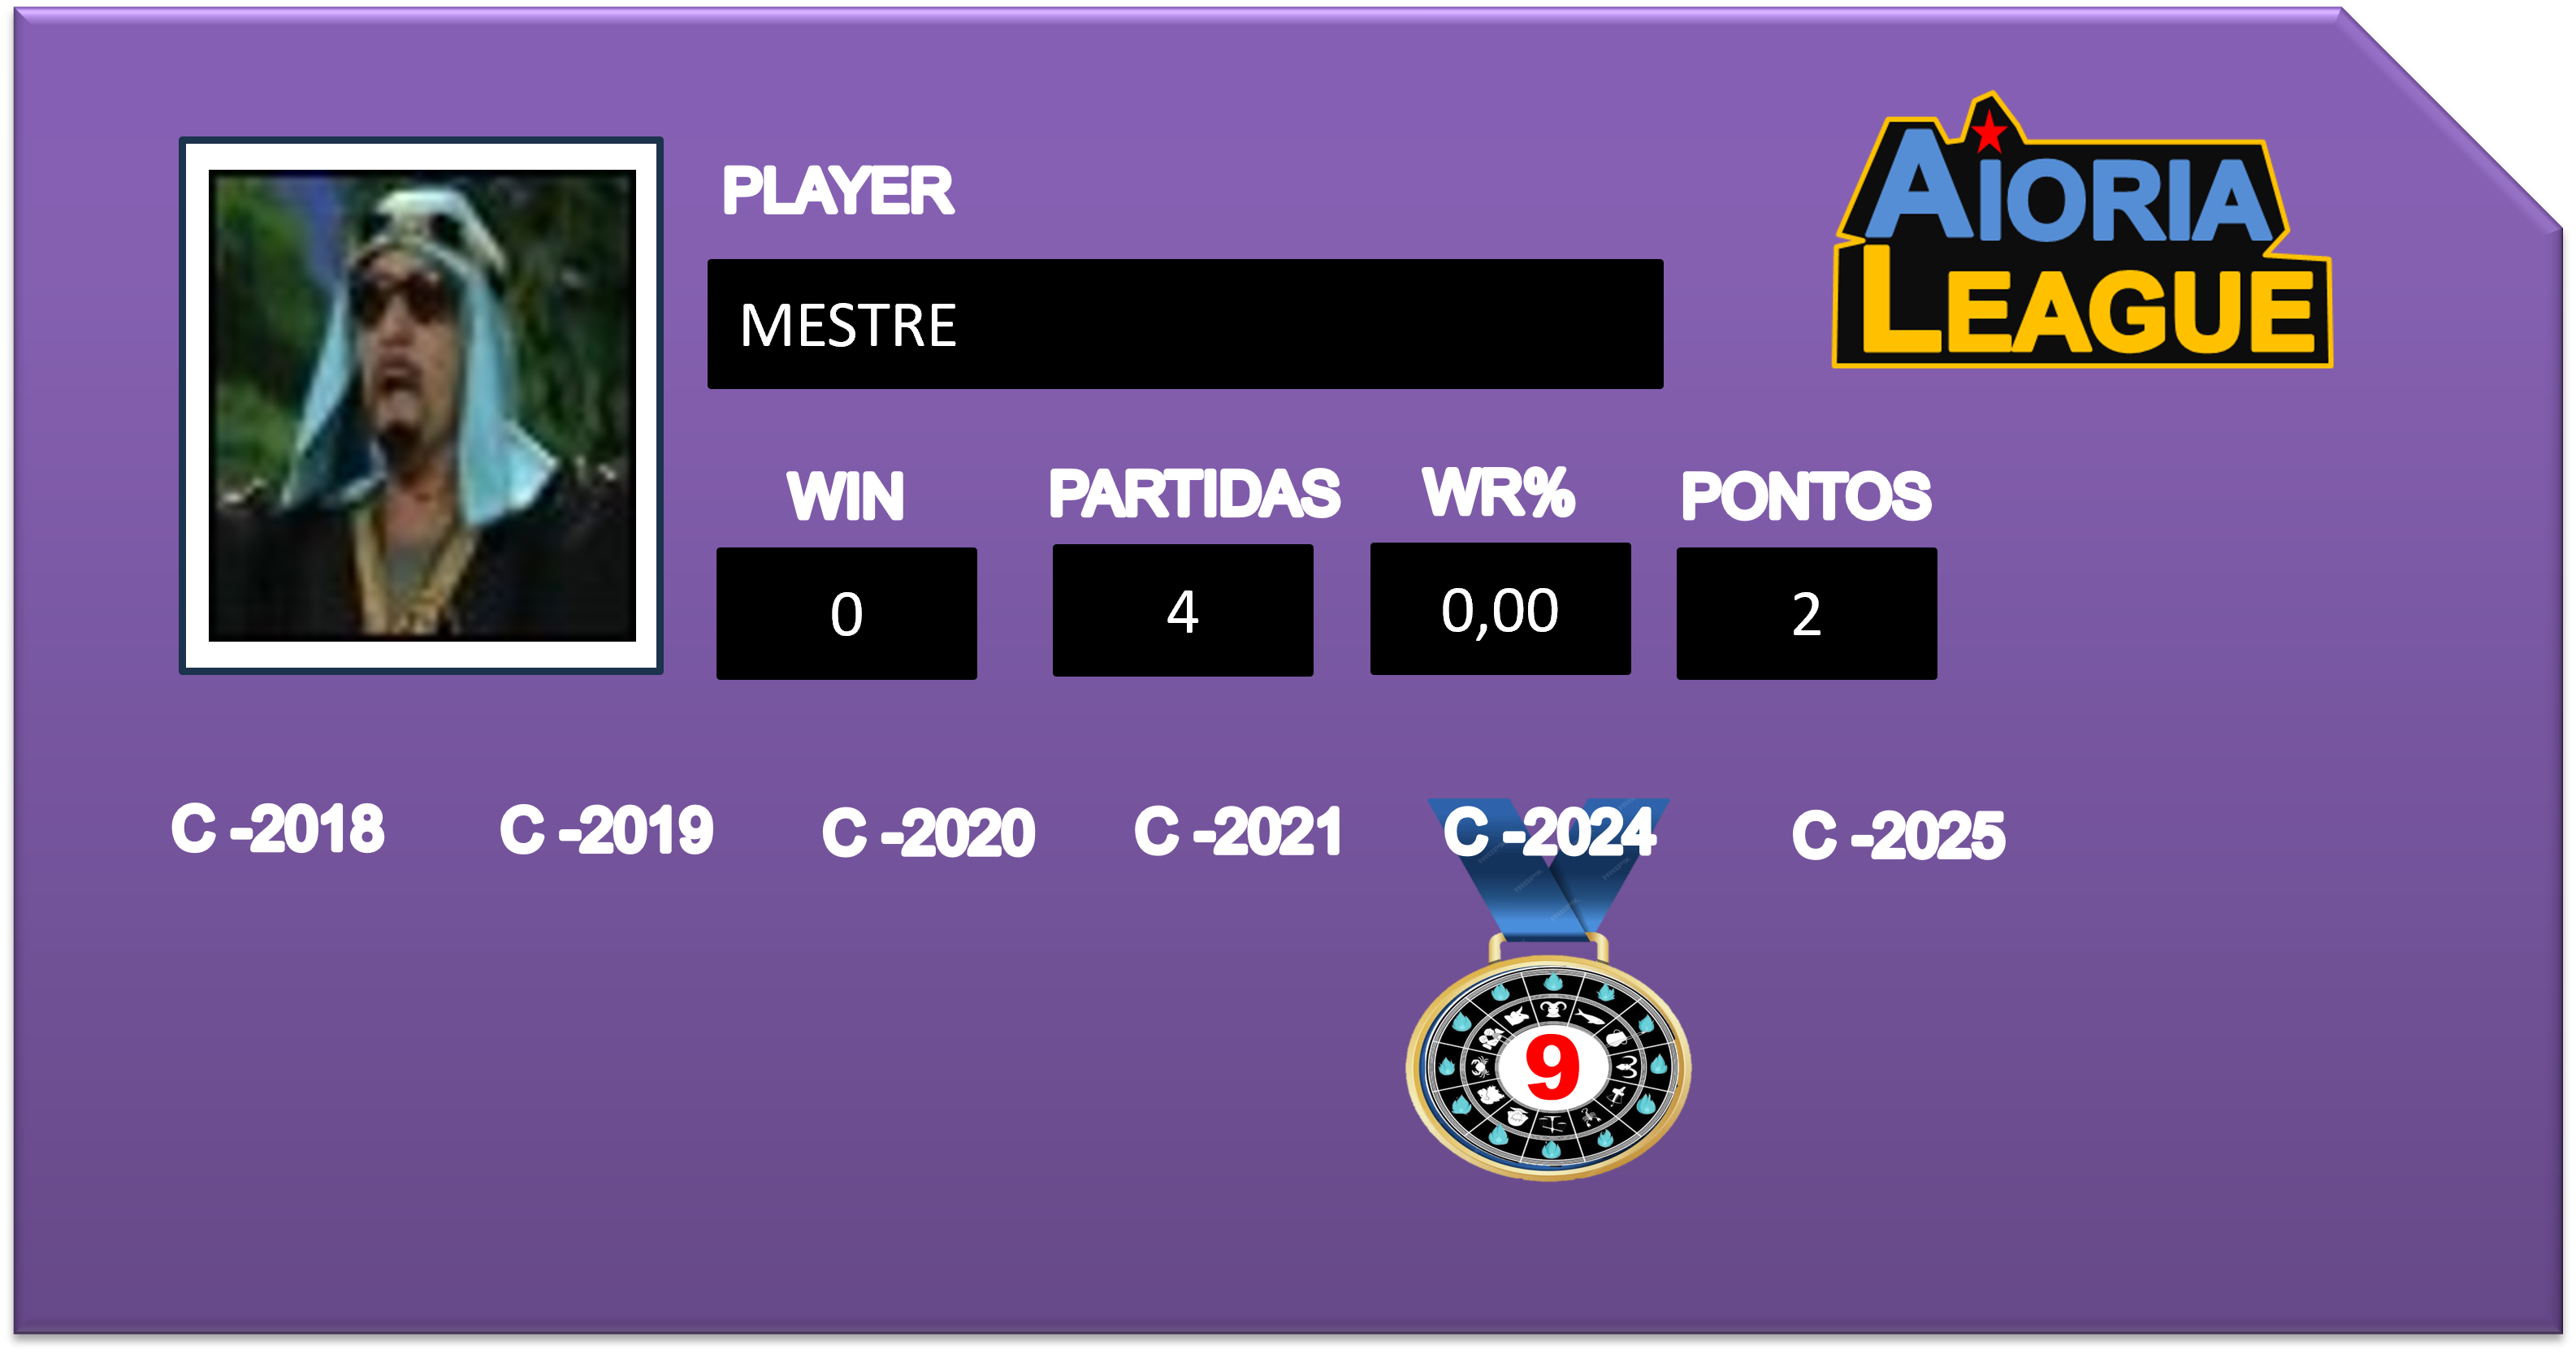 PLAYER
AIORIA
LEAGUE
MESTRE
WIN PARTIDAS WR% PONTOS
0 4 0,00 2
C -2018 C -2019 C -2020 C -2021 C -2024 C -2025
9